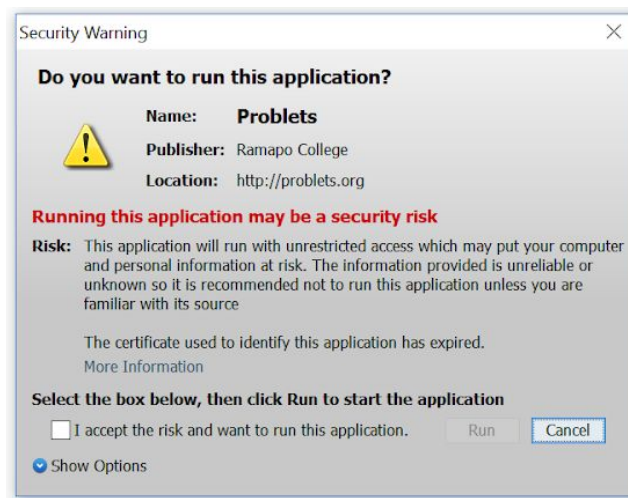 Security Warning
Do you want to run this application?
Name: Problets
Publisher: Ramapo College
Location: http://problets.org
Running this application may be a security risk
Risk: This application will run with unrestricted access which may put your computer
and personal information at risk. The information provided is unreliable or
unknown so it is recommended not to run this application unless you are
familiar with its source
The certificate used to identify this application has expired.
More Information
Select the box below, then click Run to start the application
I accept the risk and want to run this application. Run Cancel
Show Options